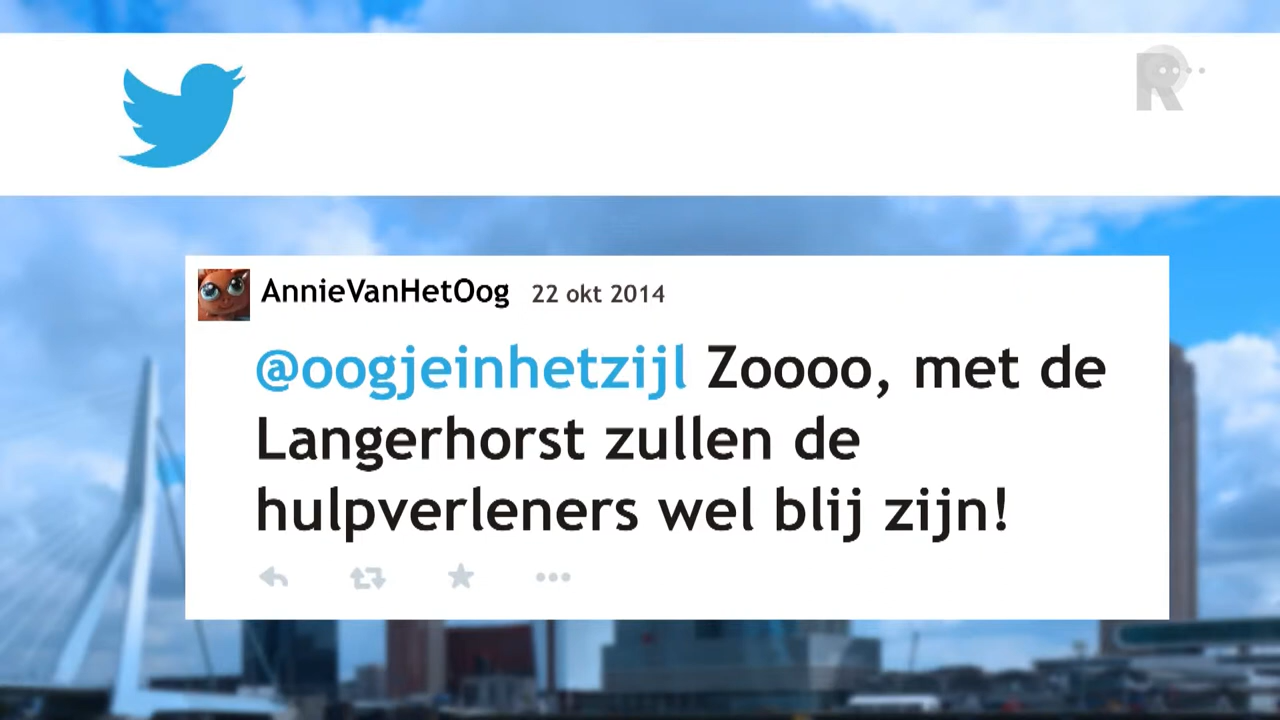 R
AnnieVanHetOog 22 okt 2014
@oogjeinhetzijl Zoooo, met de
Langerhorst zullen de
hulpverleners wel blij zijn!